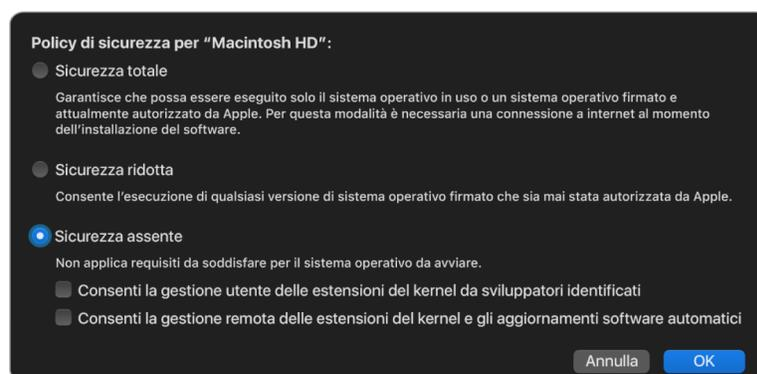 Policy di sicurezza per “Macintosh HD”:
Sicurezza totale
Garantisce che possa essere eseguito solo il sistema operativo in uso o un sistema operativo firmato e
attualmente autorizzato da Apple. Per questa modalità è necessaria una connessione a internet al momento
dell’installazione del software.
Sicurezza ridotta
Consente l’esecuzione di qualsiasi versione di sistema operativo firmato che sia mai stata autorizzata da Apple.
Sicurezza assente
Non applica requisiti da soddisfare per il sistema operativo da avviare.
Consenti la gestione utente delle estensioni del kernel da sviluppatori identificati
Consenti la gestione remota delle estensioni del kernel e gli aggiornamenti software automatici
Annulla OK